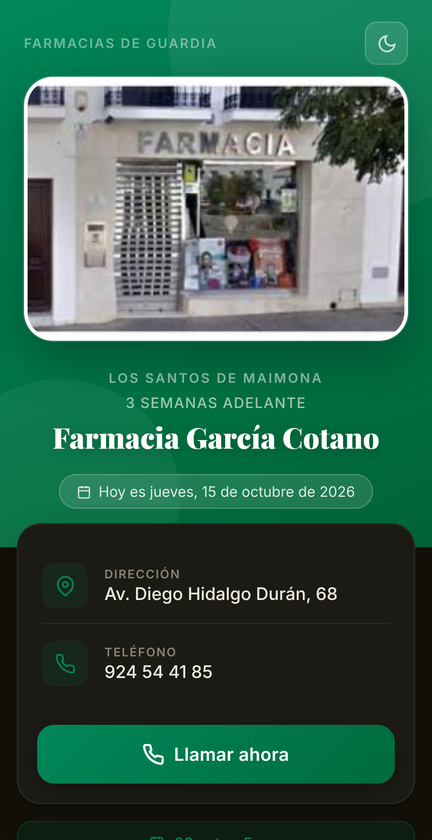 FARMACIAS DE GUARDIA
FARMACIA
LOS SANTOS DE MAIMONA
3 SEMANAS ADELANTE
Farmacia García Cotano
Hoy es jueves, 15 de octubre de 2026
DIRECCIÓN
Av. Diego Hidalgo Durán, 68
TELÉFONO
924 54 41 85
Llamar ahora